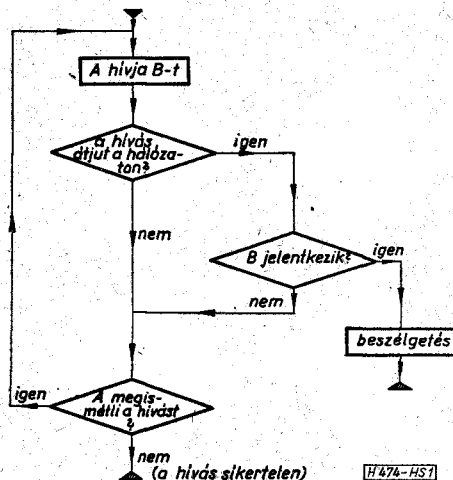 A hívja B-t
a hívás
átjut a hálóza-
ton?
igen
nem
B jelentkezik?
igen
nem
beszélgetés
A megis-
métli a hívást
?
igen
nem
(a hívás sikertelen)
H 474-HS1